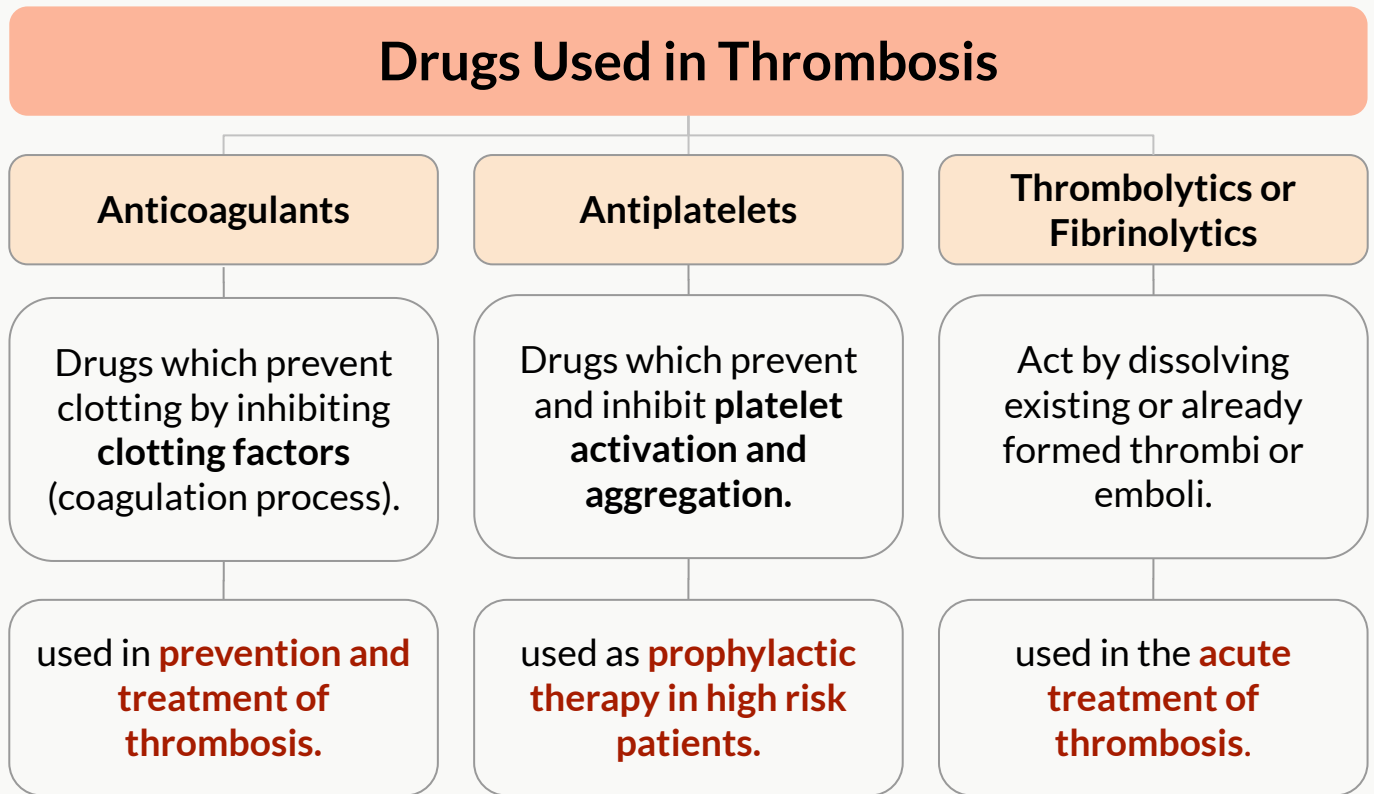 Drugs Used in Thrombosis
Anticoagulants
Antiplatelets
Thrombolytics or
Fibrinolytics
Drugs which prevent
clotting by inhibiting
clotting factors
(coagulation process).
Drugs which prevent
and inhibit platelet
activation and
aggregation.
Act by dissolving
existing or already
formed thrombi or
emboli.
used in prevention and
treatment of
thrombosis.
used as prophylactic
therapy in high risk
patients.
used in the acute
treatment of
thrombosis.